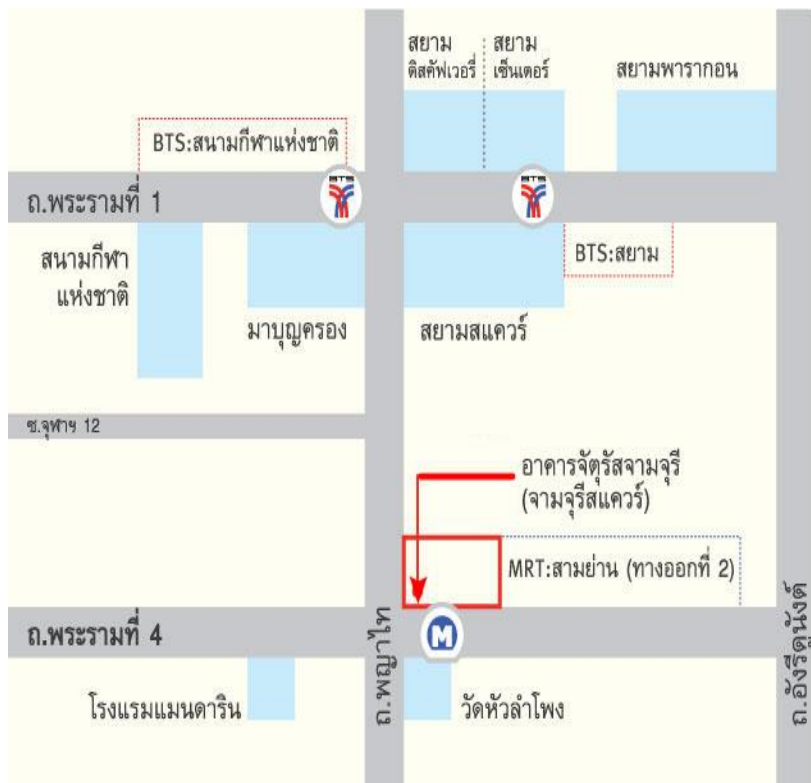 สยาม
ดิสคัฟเวอรี่
สยาม
เซ็นเตอร์
สยามพารากอน
BTS:สนามกีฬาแห่งชาติ
BTS
BTS
ถ.พระรามที่ 1
สนามกีฬา
แห่งชาติ
BTS:สยาม
มาบุญครอง
สยามสแควร์
ซ.จุฬาฯ 12
อาคารจัตุรัสจามจุรี
(จามจุรีสแควร์)
MRT:สามย่าน (ทางออกที่ 2)
ถ.พระรามที่ 4
M
ถ.พญาไท
ถ.อังรีดูนังต์
โรงแรมแมนดาริน
วัดหัวลำโพง